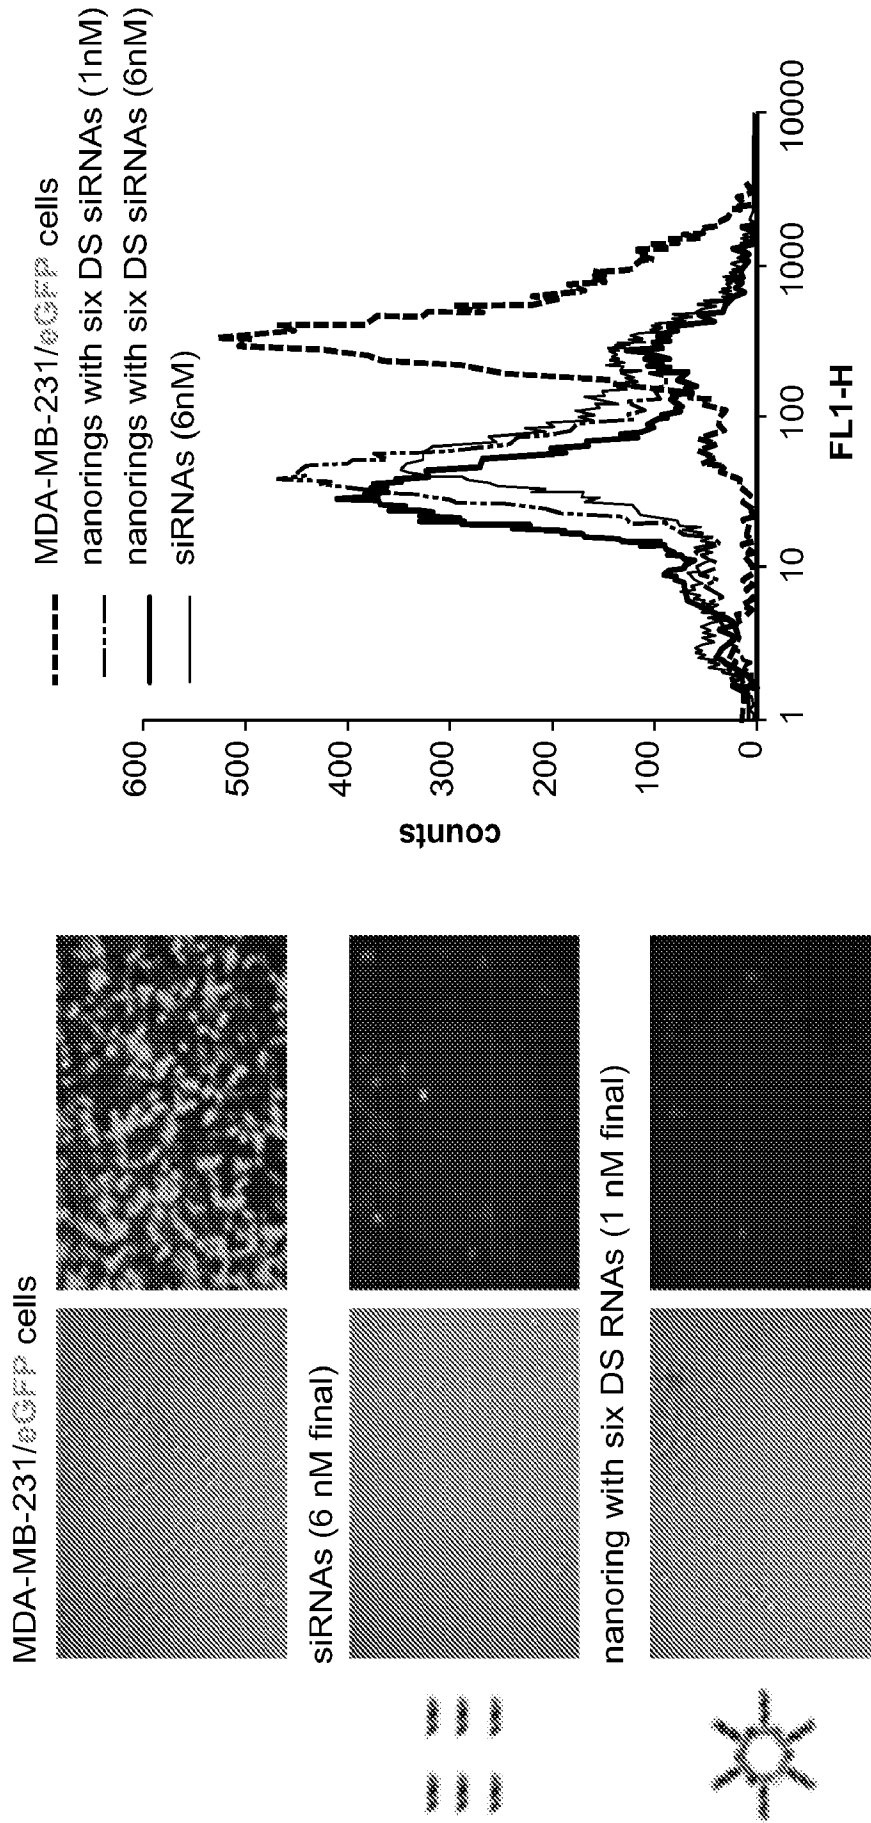 MDA-MB-231/eGFP cells
siRNAs (6 nM final)
nanoring with six DS RNAs (1 nM final)
MDA-MB-231/eGFP cells
nanorings with six DS siRNAs (1nM)
nanorings with six DS siRNAs (6nM)
siRNAs (6nM)
counts
600
500
400
300
200
100
0
1
10
100
1000
10000
FL1-H